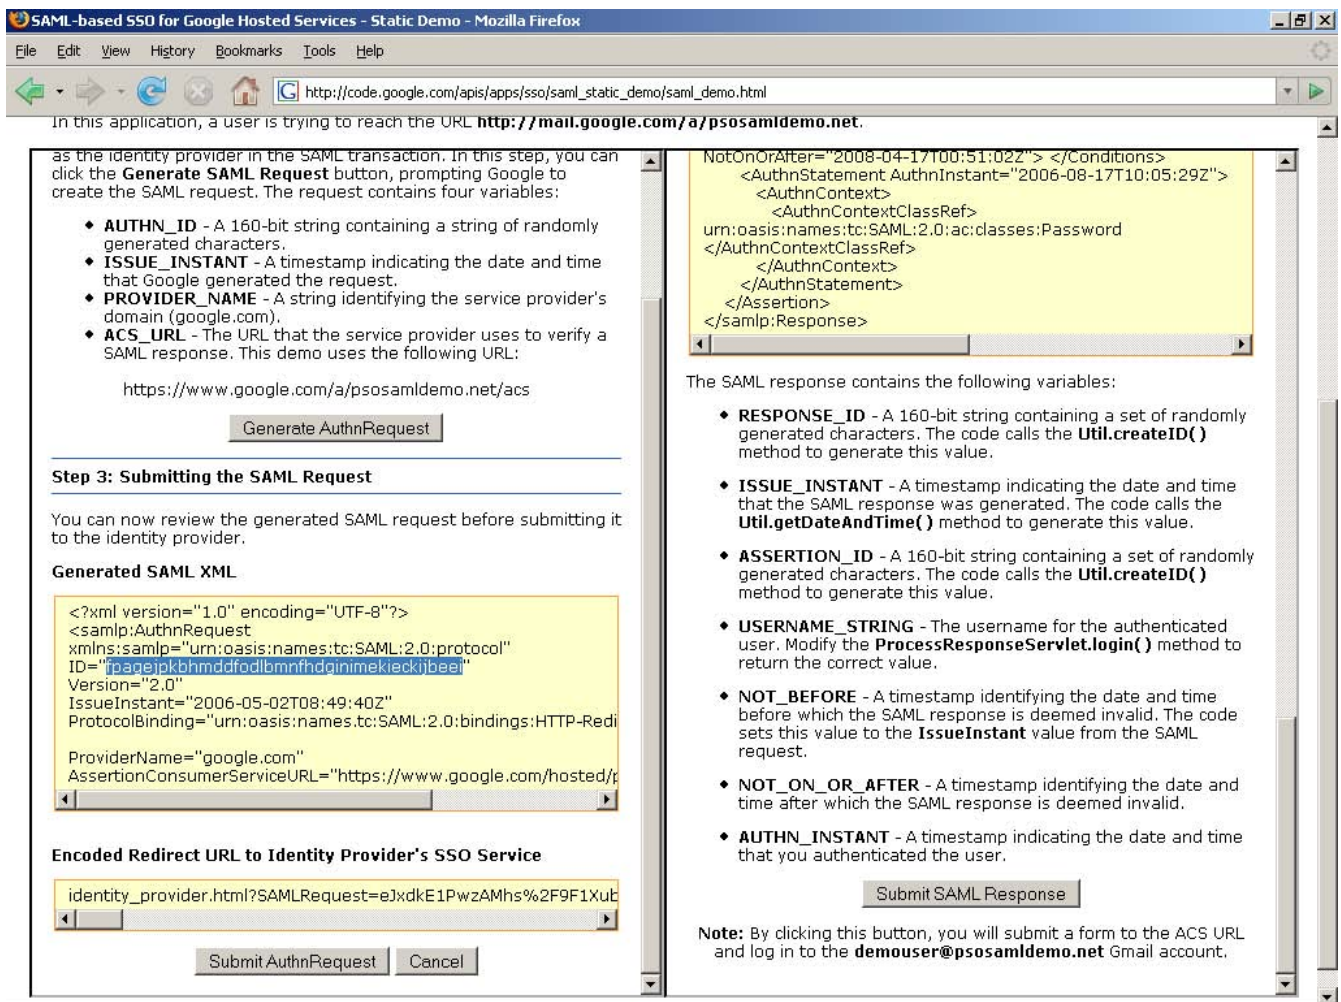 SAML-based SSO for Google Hosted Services - Static Demo - Mozilla Firefox
File Edit View History Bookmarks Tools Help
http://code.google.com/apis/apps/sso/saml_static_demo/saml_demo.html
In this application, a user is trying to reach the URL http://mail.google.com/a/psosamldemo.net.
as the identity provider in the SAML transaction. In this step, you can
click the Generate SAML Request button, prompting Google to
create the SAML request. The request contains four variables:
AUTHN_ID - A 160-bit string containing a string of randomly
generated characters.
ISSUE_INSTANT - A timestamp indicating the date and time
that Google generated the request.
PROVIDER_NAME - A string identifying the service provider's
domain (google.com).
ACS_URL - The URL that the service provider uses to verify a
SAML response. This demo uses the following URL:
https://www.google.com/a/psosamldemo.net/acs
Generate AuthnRequest
Step 3: Submitting the SAML Request
You can now review the generated SAML request before submitting it
to the identity provider.
Generated SAML XML
<?xml version="1.0" encoding="UTF-8"?>
<samlp:AuthnRequest
xmlns:samlp="urn:oasis:names:tc:SAML:2.0:protocol"
ID="fpagejpkbhmddfodlbmnfhdginimekieckijbeei"
Version="2.0"
IssueInstant="2006-05-02T08:49:40Z"
ProtocolBinding="urn:oasis:names.tc:SAML:2.0:bindings:HTTP-Redi
ProviderName="google.com"
AssertionConsumerServiceURL="https://www.google.com/hosted/p
Encoded Redirect URL to Identity Provider's SSO Service
identity_provider.html?SAMLRequest=eJxdkE1PwzAMhs%2F9F1Xub
Submit AuthnRequest Cancel
NotOnOrAfter="2008-04-17T00:51:02Z"> </Conditions>
<AuthnStatement AuthnInstant="2006-08-17T10:05:29Z">
<AuthnContext>
<AuthnContextClassRef>
urn:oasis:names:tc:SAML:2.0:ac:classes:Password
</AuthnContextClassRef>
</AuthnContext>
</AuthnStatement>
</Assertion>
</samlp:Response>
The SAML response contains the following variables:
RESPONSE_ID - A 160-bit string containing a set of randomly
generated characters. The code calls the Util.createID( )
method to generate this value.
ISSUE_INSTANT - A timestamp indicating the date and time
that the SAML response was generated. The code calls the
Util.getDateAndTime( ) method to generate this value.
ASSERTION_ID - A 160-bit string containing a set of randomly
generated characters. The code calls the Util.createID( )
method to generate this value.
USERNAME_STRING - The username for the authenticated
user. Modify the ProcessResponseServlet.login( ) method to
return the correct value.
NOT_BEFORE - A timestamp identifying the date and time
before which the SAML response is deemed invalid. The code
sets this value to the IssueInstant value from the SAML
request.
NOT_ON_OR_AFTER - A timestamp identifying the date and
time after which the SAML response is deemed invalid.
AUTHN_INSTANT - A timestamp indicating the date and time
that you authenticated the user.
Submit SAML Response
Note: By clicking this button, you will submit a form to the ACS URL
and log in to the demouser@psosamldemo.net Gmail account.